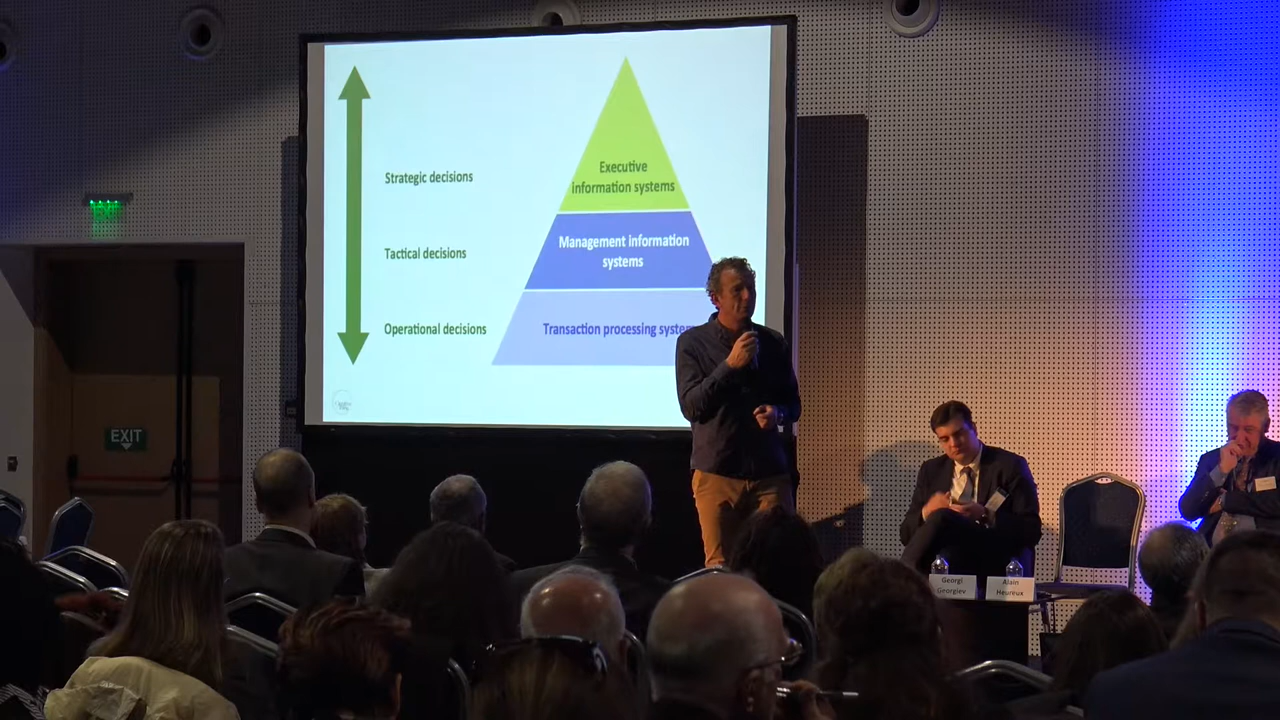 Strategic decisions
Tactical decisions
Operational decisions
Executive
information systems
Management information
systems
Transaction processing
EXIT
EXIT
Georgi
Georgiev
Alain
Heureux